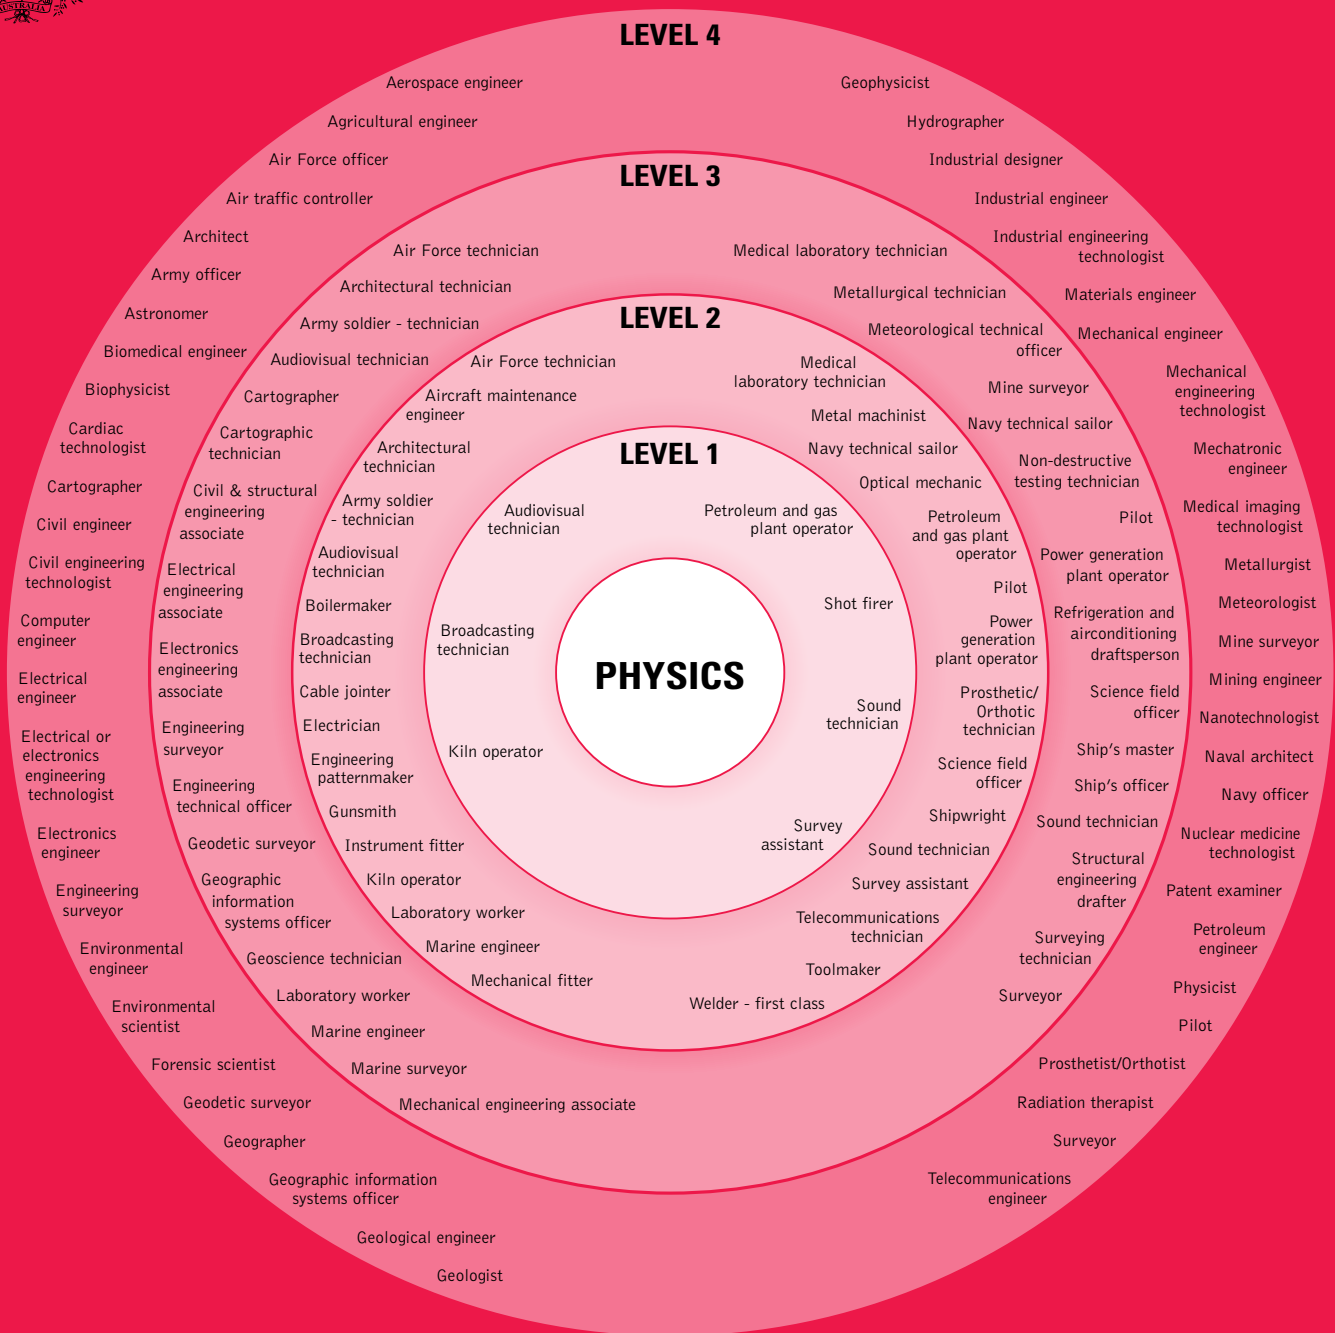 AUSTRALIA
LEVEL 4
Aerospace engineer
Agricultural engineer
Air Force officer
Air traffic controller
Architect
Army officer
Astronomer
Biomedical engineer
Biophysicist
Cardiac
technologist
Cartographer
Civil engineer
Civil engineering
technologist
Computer
engineer
Electrical
engineer
Electrical or
electronics
engineering
technologist
Electronics
engineer
Engineering
surveyor
Environmental
engineer
Environmental
scientist
Forensic scientist
Geodetic surveyor
Geographer
Geographic information
systems officer
Geological engineer
Geologist
Geophysicist
Hydrographer
Industrial designer
Industrial engineer
Industrial engineering
technologist
Materials engineer
Mechanical engineer
Mechanical
engineering
technologist
Mechatronic
engineer
Medical imaging
technologist
Metallurgist
Meteorologist
Mine surveyor
Mining engineer
Nanotechnologist
Naval architect
Navy officer
Nuclear medicine
technologist
Patent examiner
Petroleum
engineer
Physicist
Pilot
Prosthetist/Orthotist
Radiation therapist
Surveyor
Telecommunications
engineer
LEVEL 3
Air Force technician
Architectural technician
Army soldier - technician
Audiovisual technician
Cartographer
Cartographic
technician
Civil & structural
engineering
associate
Electrical
engineering
associate
Electronics
engineering
associate
Engineering
surveyor
Engineering
technical officer
Geodetic surveyor
Geographic
information
systems officer
Geoscience technician
Laboratory worker
Marine engineer
Marine surveyor
Mechanical engineering associate
Medical laboratory technician
Metallurgical technician
Meteorological technical
officer
Mine surveyor
Navy technical sailor
Non-destructive
testing technician
Pilot
Power generation
plant operator
Refrigeration and
airconditioning
draftsperson
Science field
officer
Ship's master
Ship's officer
Sound technician
Structural
engineering
drafter
Surveying
technician
Surveyor
LEVEL 2
Air Force technician
Aircraft maintenance
engineer
Architectural
technician
Army soldier
- technician
Audiovisual
technician
Boilermaker
Broadcasting
technician
Cable jointer
Electrician
Engineering
patternmaker
Gunsmith
Instrument fitter
Kiln operator
Laboratory worker
Marine engineer
Mechanical fitter
Medical
laboratory technician
Metal machinist
Navy technical sailor
Optical mechanic
Petroleum
and gas plant
operator
Pilot
Power
generation
plant operator
Prosthetic/
Orthotic
technician
Science field
officer
Shipwright
Sound technician
Survey assistant
Telecommunications
technician
Toolmaker
Welder - first class
LEVEL 1
Audiovisual
technician
Broadcasting
technician
Kiln operator
Petroleum and gas
plant operator
Shot firer
Sound
technician
Survey
assistant
PHYSICS